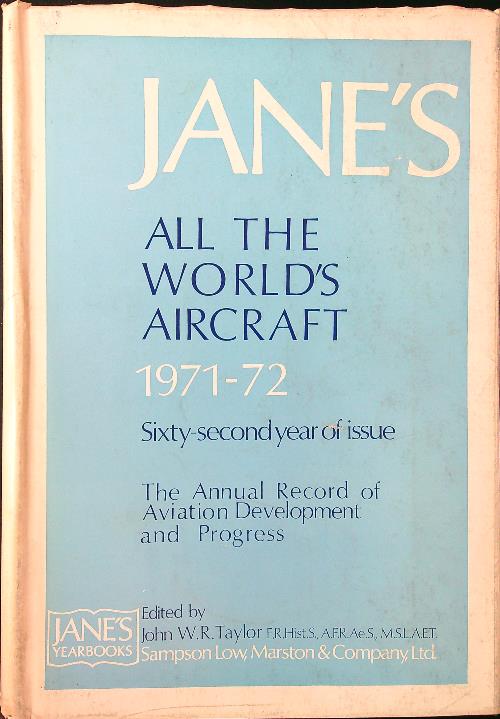 JANE'S
ALL THE
WORLD'S
AIRCRAFT
1971-72
Sixty-second year of issue
The Annual Record of
Aviation Development
and Progress
Edited by
John W.R. Taylor F.R.Hist.S., A.F.R.Ae.S., M.S.L.A.E.T.
Sampson Low, Marston & Company, Ltd.
JANE'S
YEARBOOKS